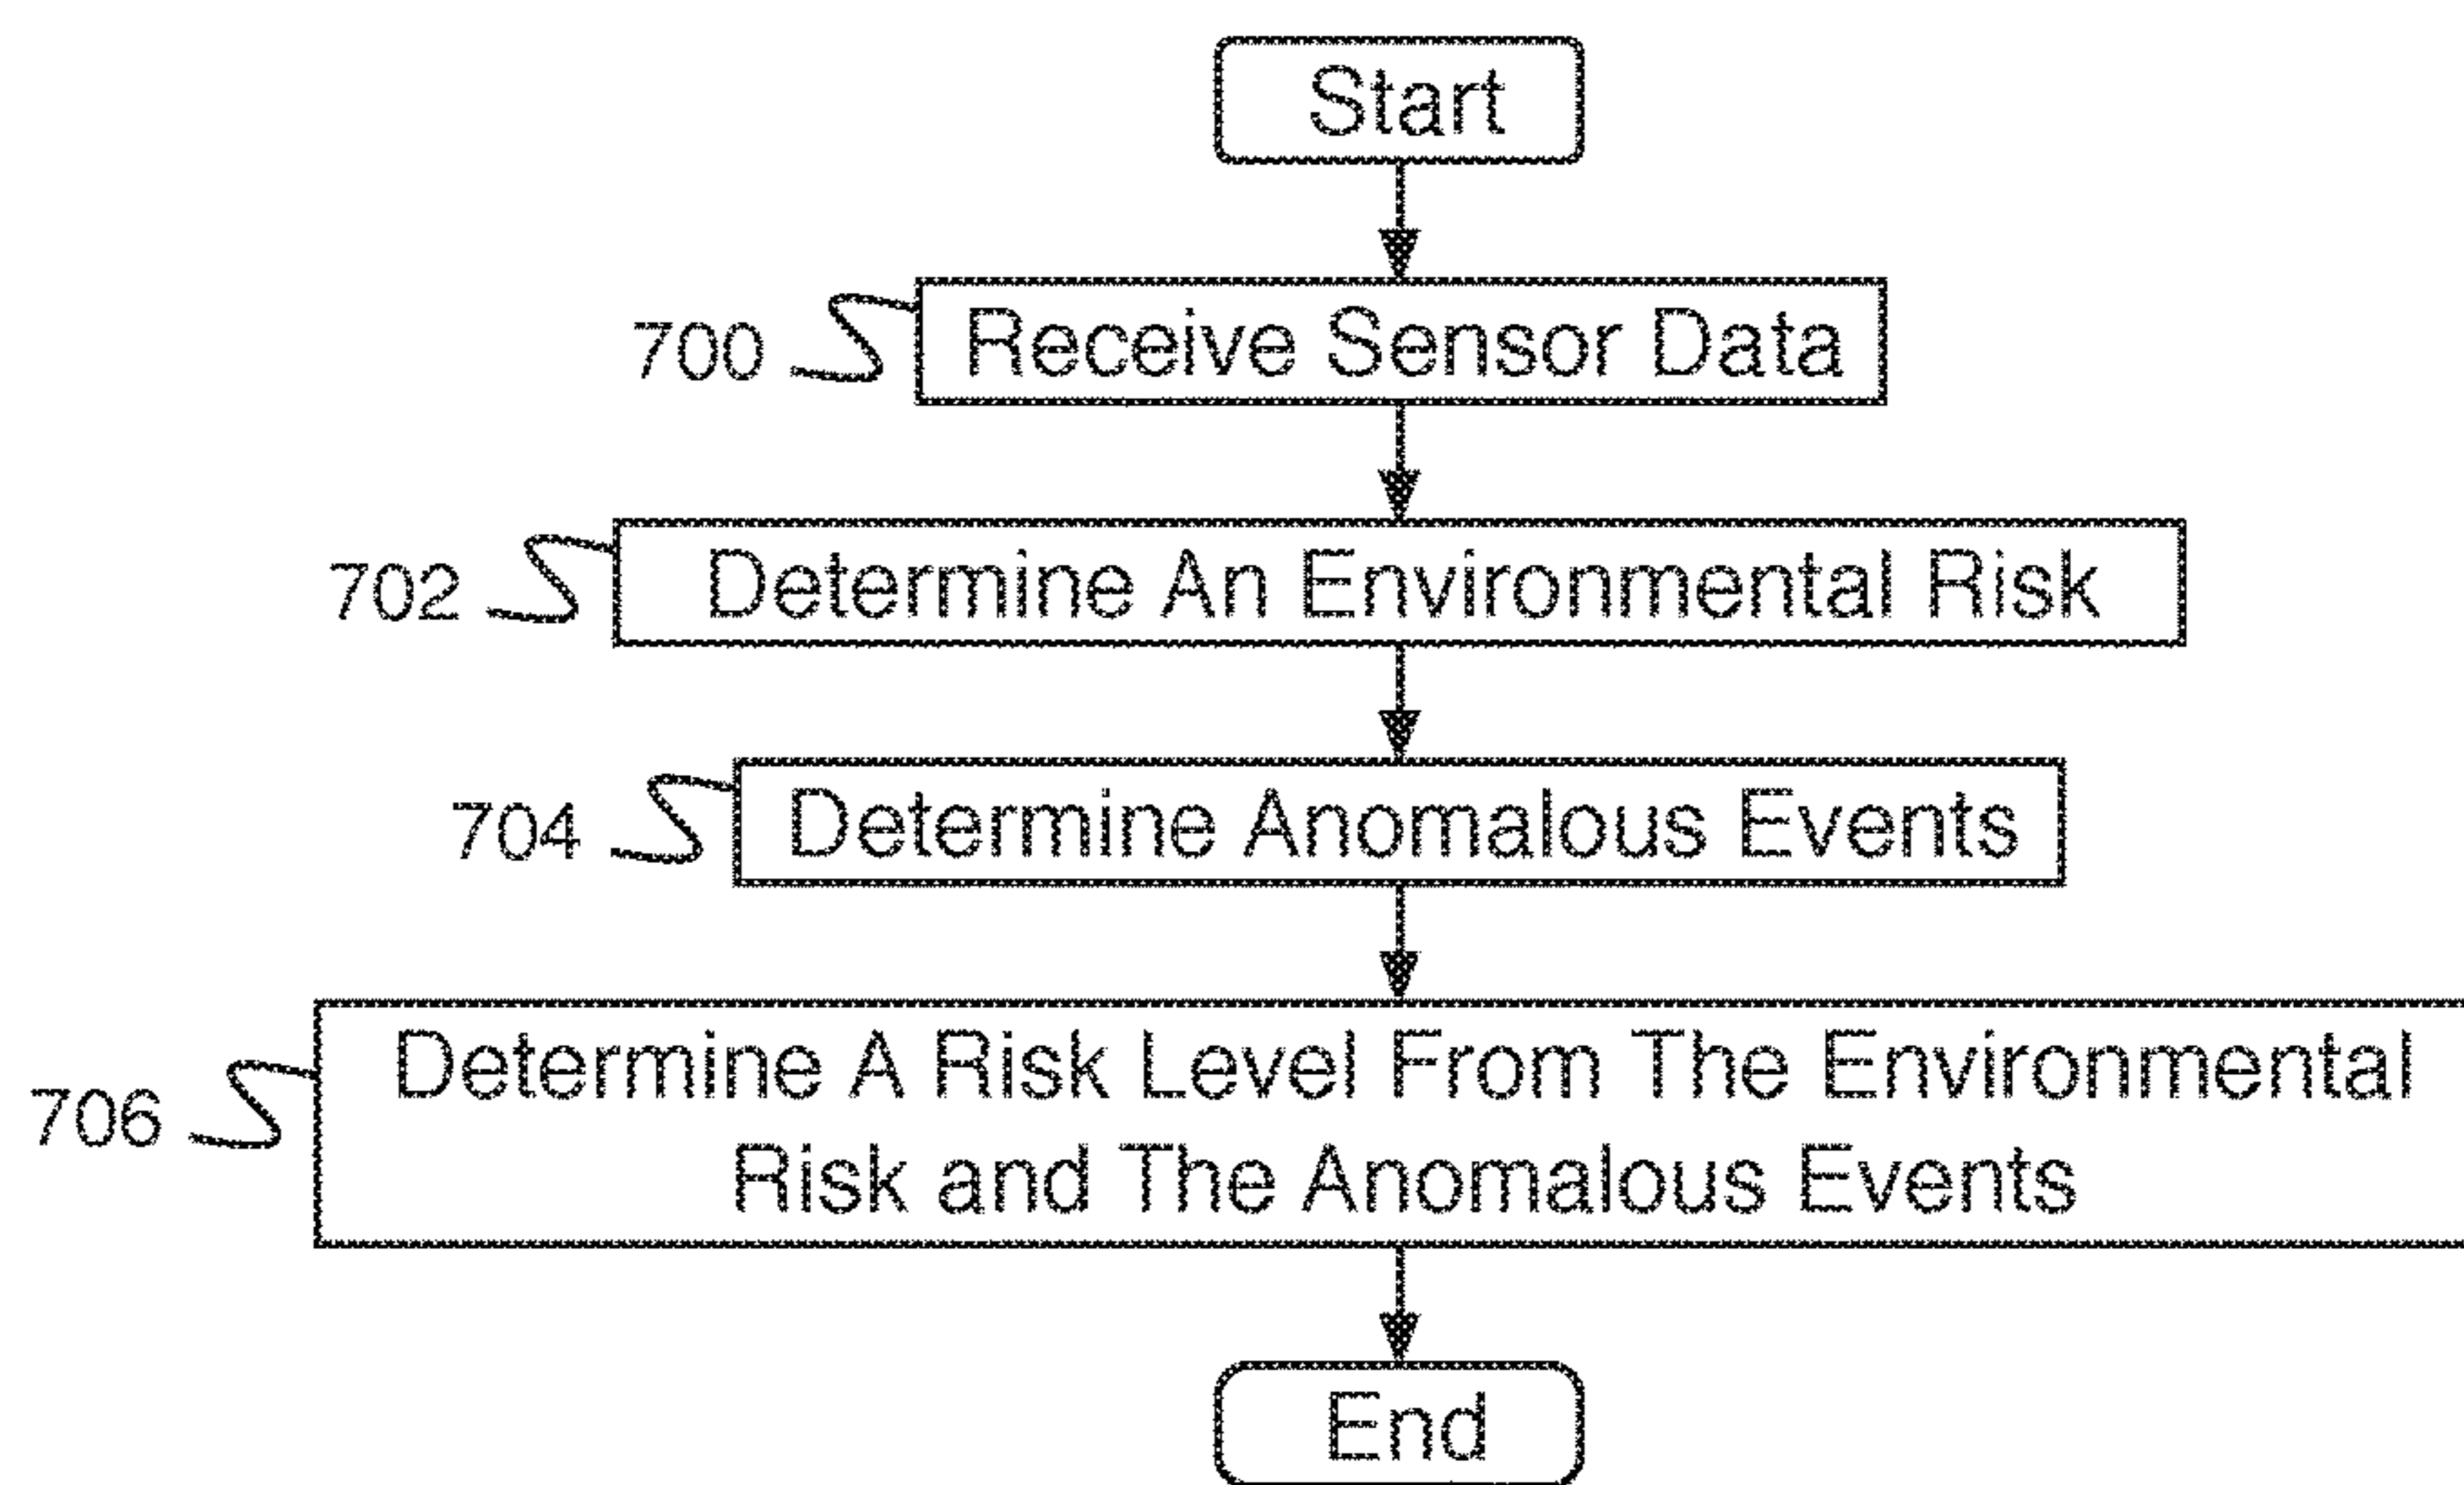 Start
700 Receive Sensor Data
702 Determine An Environmental Risk
704 Determine Anomalous Events
706 Determine A Risk Level From The Environmental
Risk and The Anomalous Events
End